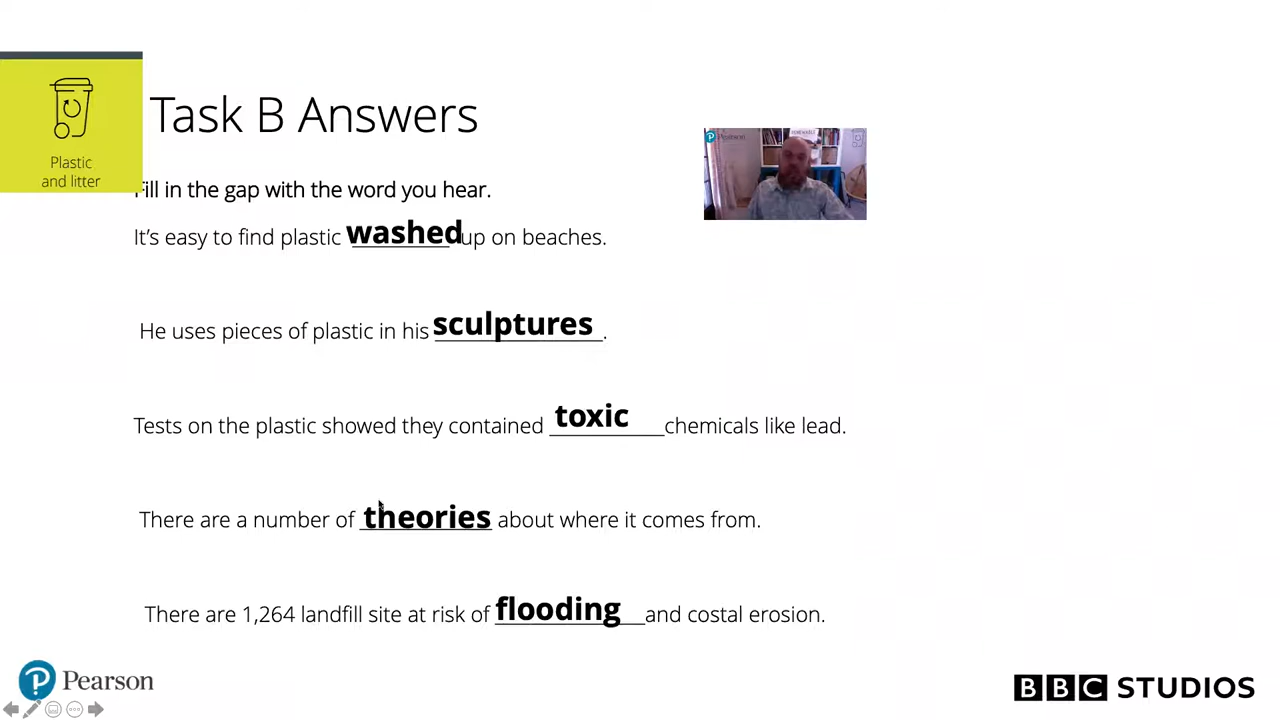 Plastic
and litter
Task B Answers
Fill in the gap with the word you hear.
It's easy to find plastic washed up on beaches.
He uses pieces of plastic in his sculptures.
Tests on the plastic showed they contained toxic chemicals like lead.
There are a number of theories about where it comes from.
There are 1,264 landfill site at risk of flooding and costal erosion.
Pearson
Pearson
BBC STUDIOS